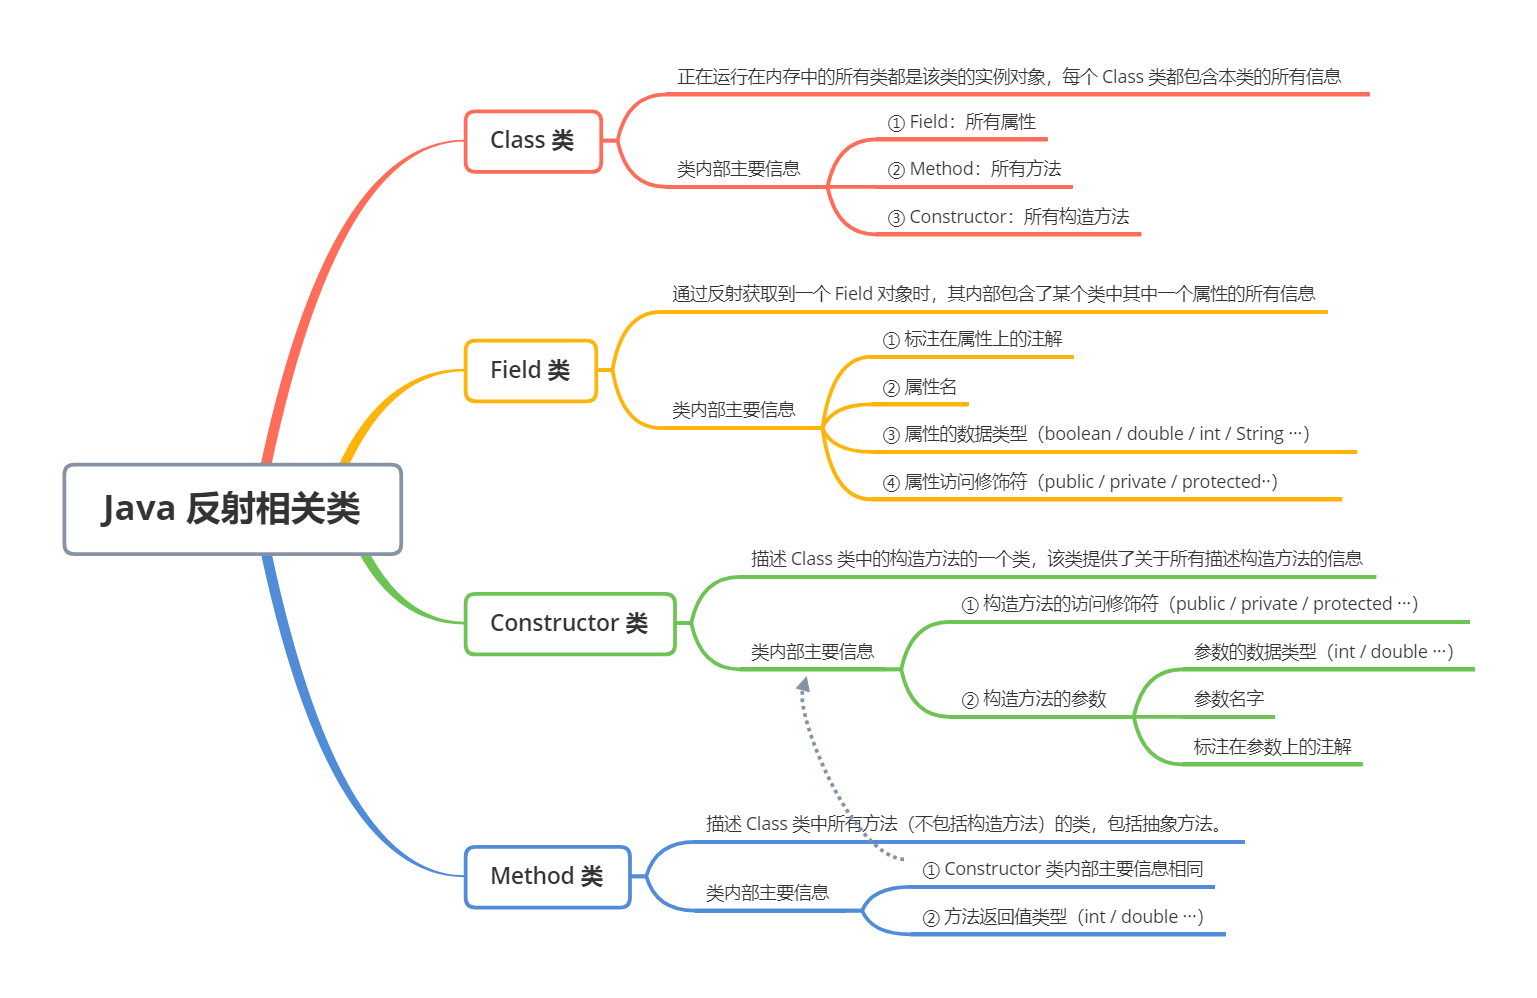 Java 反射相关类
Class 类
正在运行在内存中的所有类都是该类的实例对象，每个 Class 类都包含本类的所有信息
类内部主要信息
① Field：所有属性
② Method：所有方法
③ Constructor：所有构造方法
Field 类
通过反射获取到一个 Field 对象时，其内部包含了某个类中其中一个属性的所有信息
类内部主要信息
① 标注在属性上的注解
② 属性名
③ 属性的数据类型（boolean / double / int / String ···）
④ 属性访问修饰符（public / private / protected··）
Constructor 类
描述 Class 类中的构造方法的一个类，该类提供了关于所有描述构造方法的信息
类内部主要信息
① 构造方法的访问修饰符（public / private / protected ···）
② 构造方法的参数
参数的数据类型（int / double ···）
参数名字
标注在参数上的注解
Method 类
描述 Class 类中所有方法（不包括构造方法）的类，包括抽象方法。
类内部主要信息
① Constructor 类内部主要信息相同
② 方法返回值类型（int / double ···）